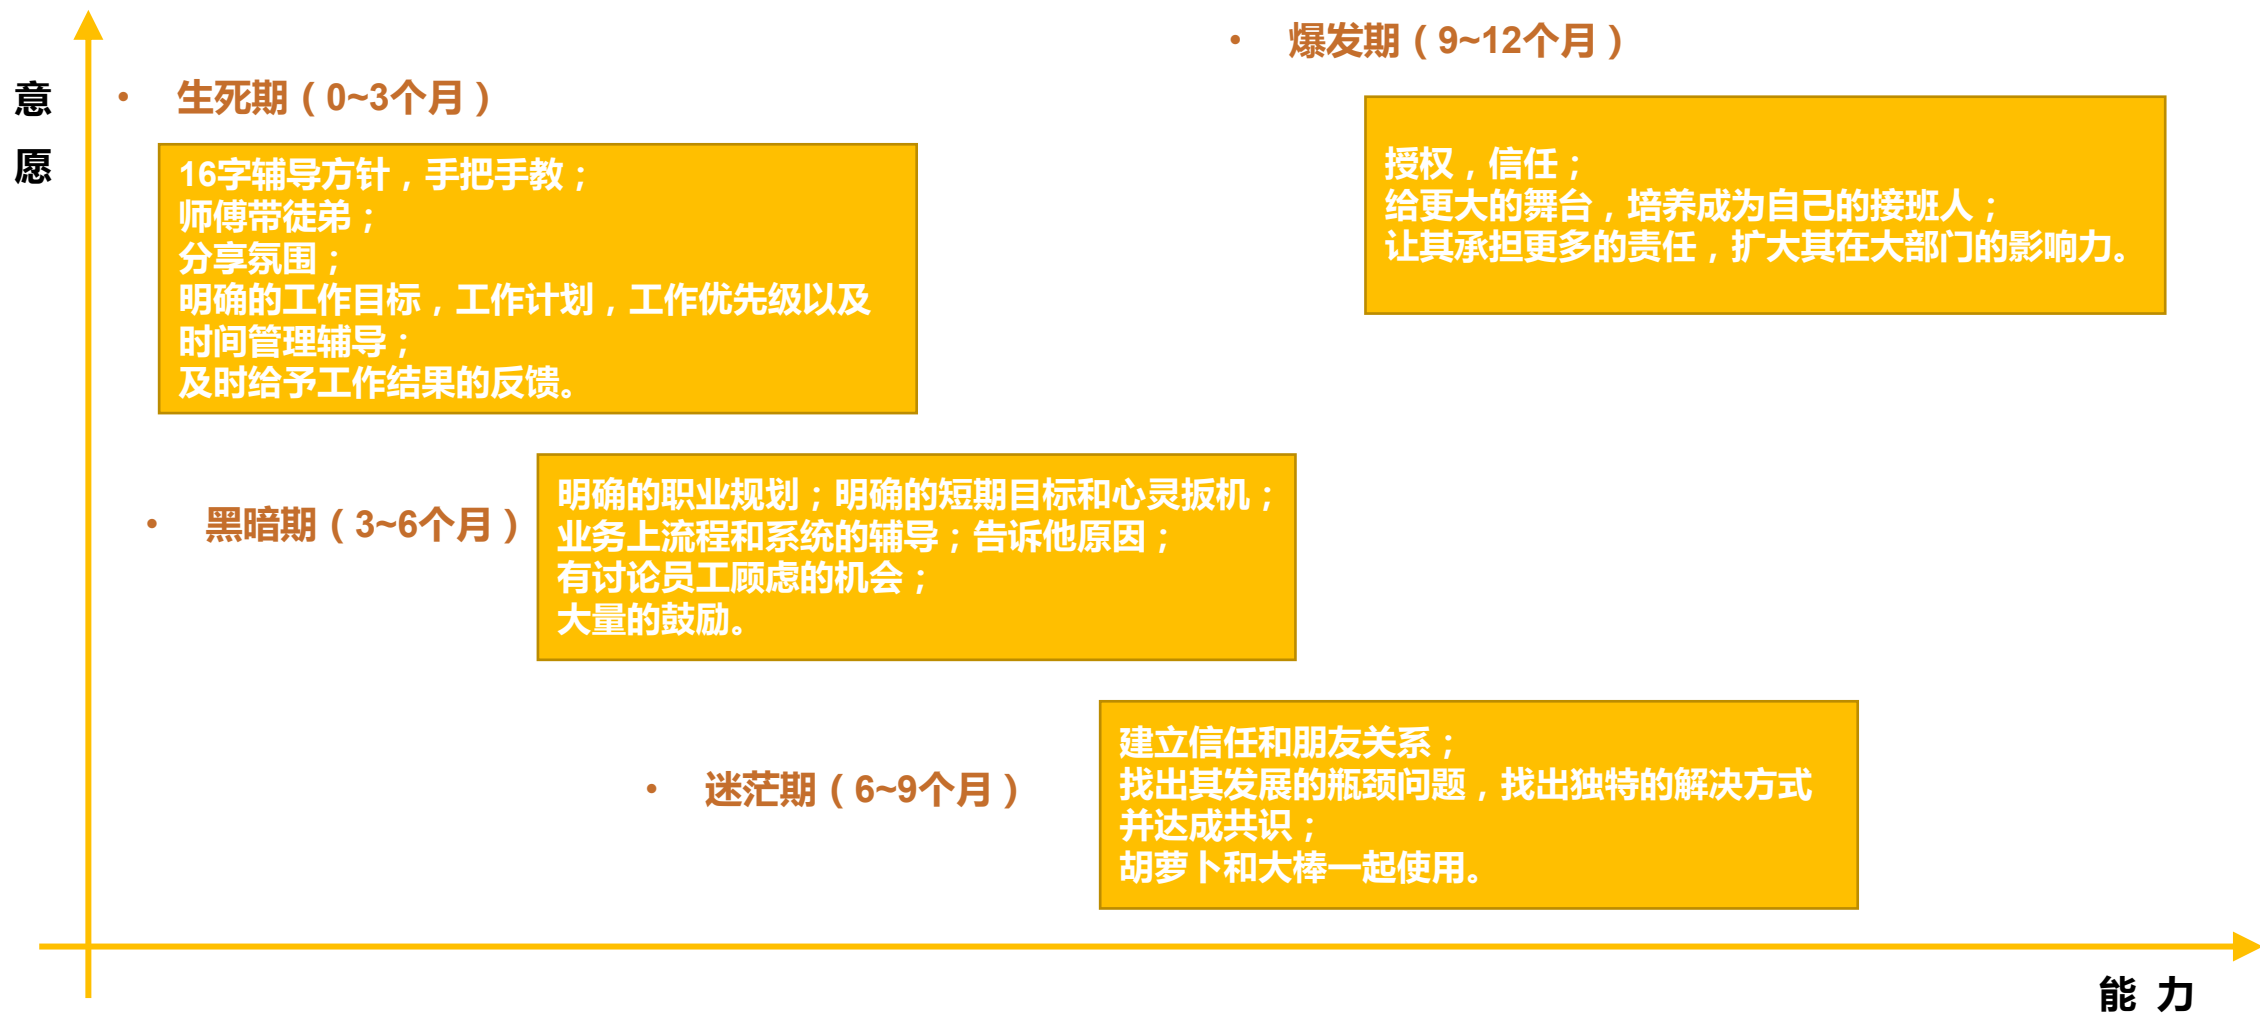 意
愿
生死期（0~3个月）
16字辅导方针，手把手教；
师傅带徒弟；
分享氛围；
明确的工作目标，工作计划，工作优先级以及
时间管理辅导；
及时给予工作结果的反馈。
爆发期（9~12个月）
授权，信任；
给更大的舞台，培养成为自己的接班人；
让其承担更多的责任，扩大其在大部门的影响力。
黑暗期（3~6个月）
明确的职业规划；明确的短期目标和心灵扳机；
业务上流程和系统的辅导；告诉他原因；
有讨论员工顾虑的机会；
大量的鼓励。
迷茫期（6~9个月）
建立信任和朋友关系；
找出其发展的瓶颈问题，找出独特的解决方式
并达成共识；
胡萝卜和大棒一起使用。
能 力